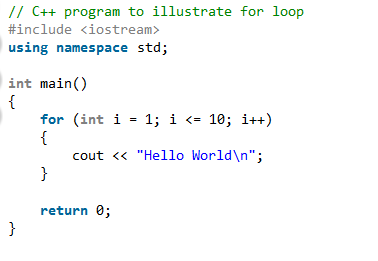 // C++ program to illustrate for loop
#include <iostream>
using namespace std;
int main()
{
    for (int i = 1; i <= 10; i++)
    {
        cout << "Hello World\n";
    }
    return 0;
}